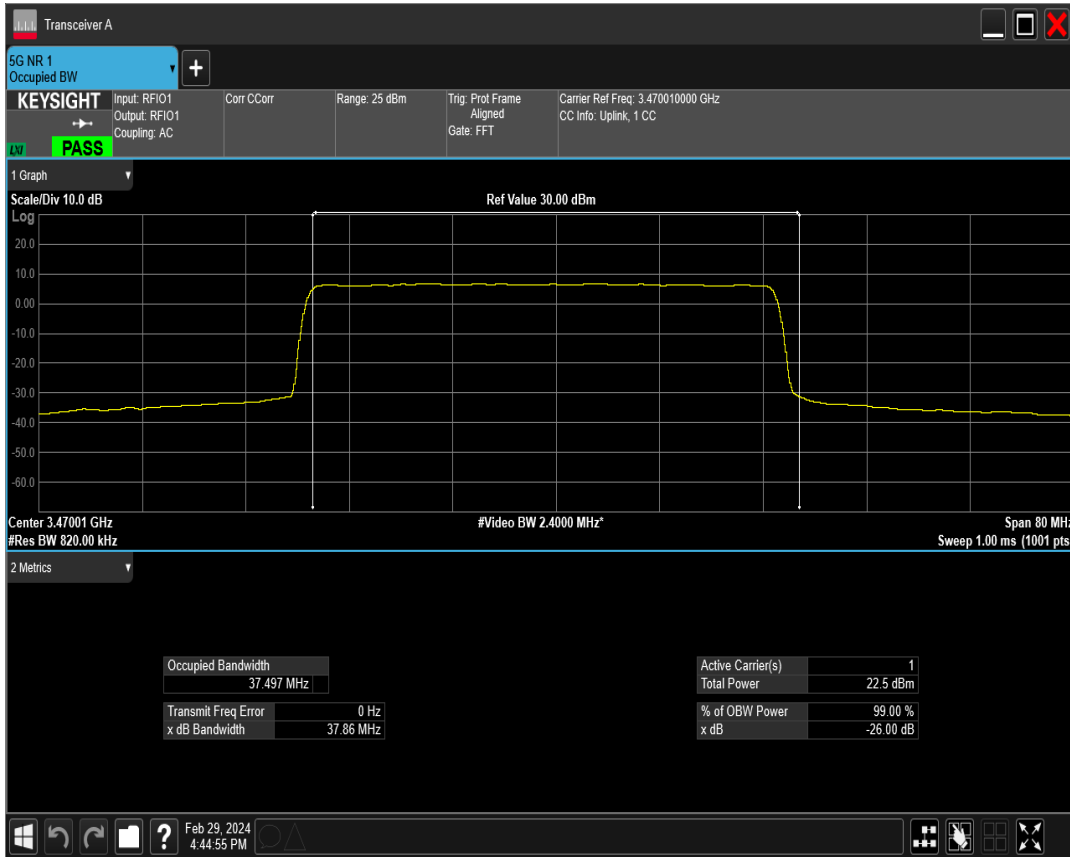 Transceiver A
5G NR 1
Occupied BW
KEYSIGHT
LXI
PASS
Input: RFIO1
Output: RFIO1
Coupling: AC
Corr CCorr
Range: 25 dBm
Trig: Prot Frame
Aligned
Gate: FFT
Carrier Ref Freq: 3.470010000 GHz
CC Info: Uplink, 1 CC
1 Graph
Scale/Div 10.0 dB
Ref Value 30.00 dBm
Log
20.0
10.0
0.00
-10.0
-20.0
-30.0
-40.0
-50.0
-60.0
Center 3.47001 GHz
#Video BW 2.4000 MHz*
Span 80 MHz
#Res BW 820.00 kHz
Sweep 1.00 ms (1001 pts
2 Metrics
Occupied Bandwidth
37.497 MHz
Transmit Freq Error 0 Hz
x dB Bandwidth 37.86 MHz
Active Carrier(s) 1
Total Power 22.5 dBm
% of OBW Power 99.00 %
x dB -26.00 dB
?
Feb 29, 2024
4:44:55 PM